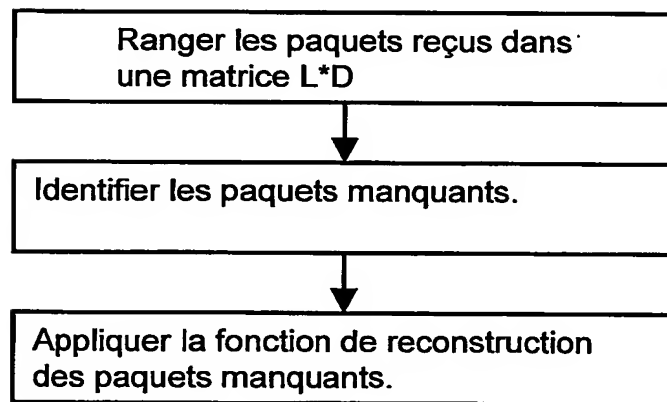 Ranger les paquets reçus dans
une matrice L*D
Identifier les paquets manquants.
Appliquer la fonction de reconstruction
des paquets manquants.